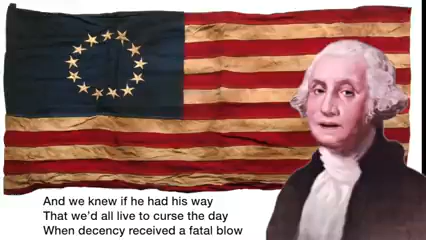 And we knew if he had his way
That we'd all live to curse the day
When decency received a fatal blow